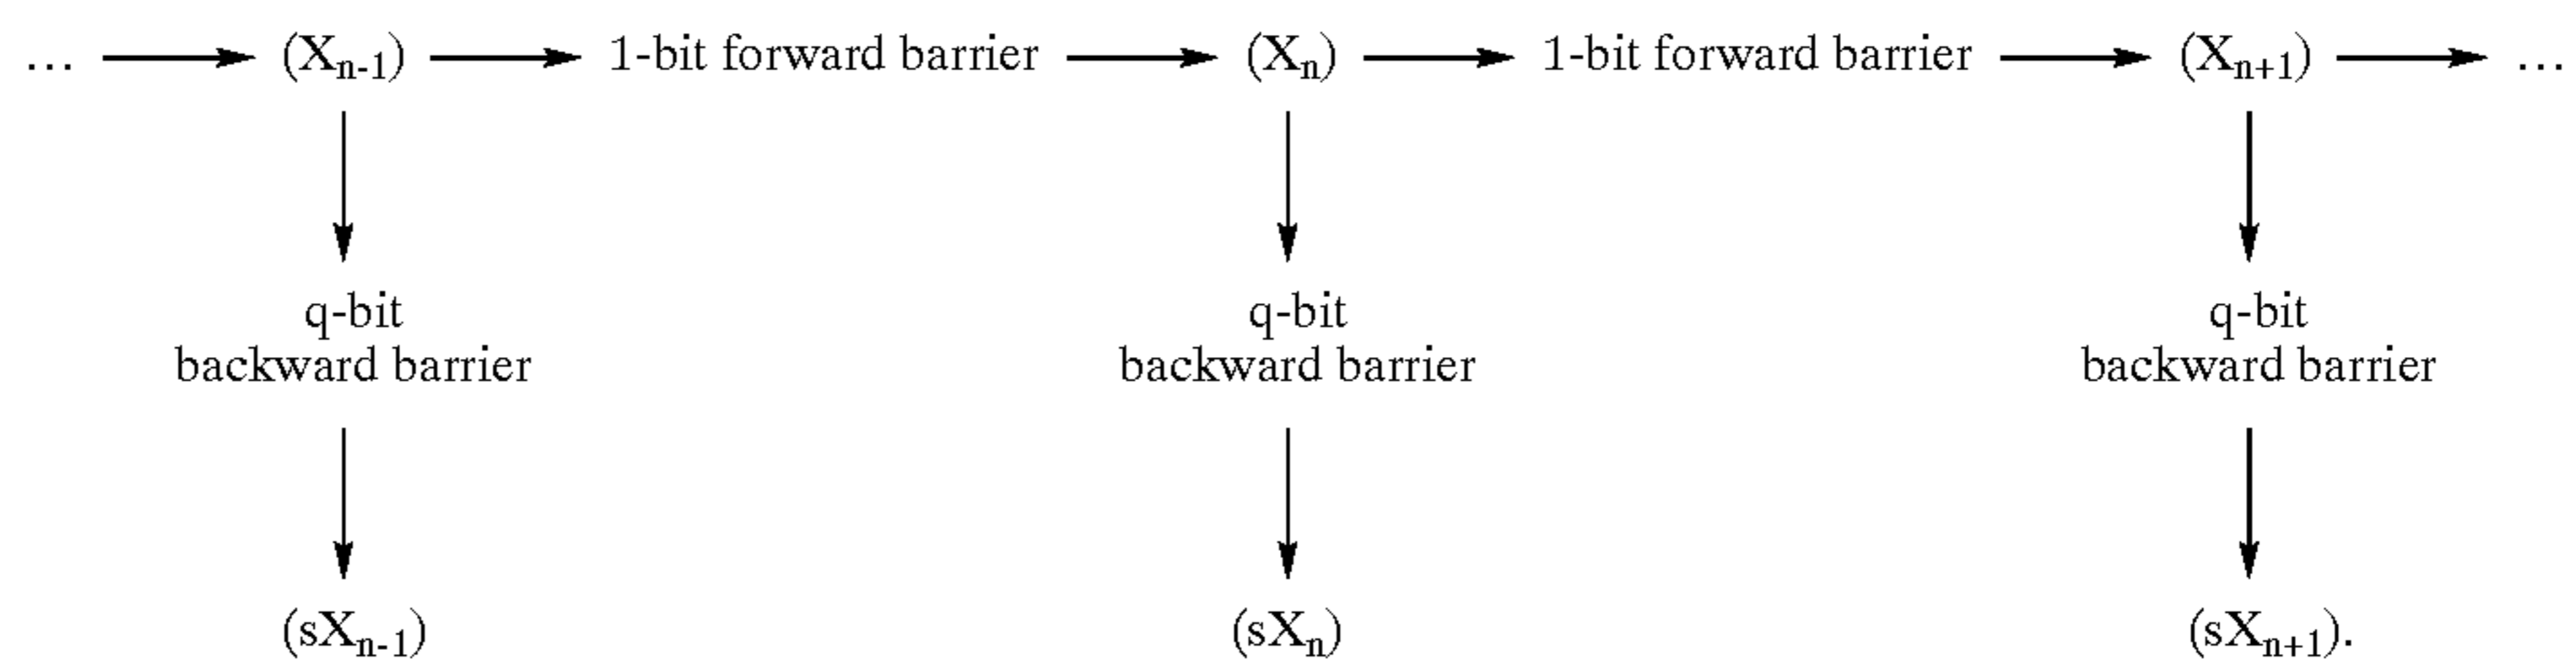 ... (Xn-1) 1-bit forward barrier (Xn) 1-bit forward barrier (Xn+1) ...
q-bit q-bit q-bit
backward barrier backward barrier backward barrier
(sXn-1) (sXn) (sXn+1).